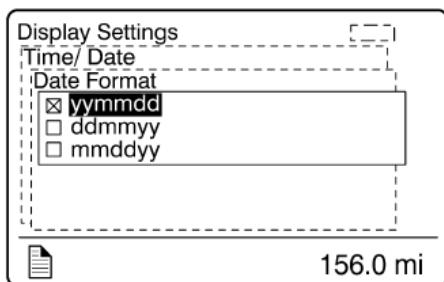 Display Settings
Time/ Date
Date Format
yymmdd
ddmmyy
mmddyy
156.0 mi